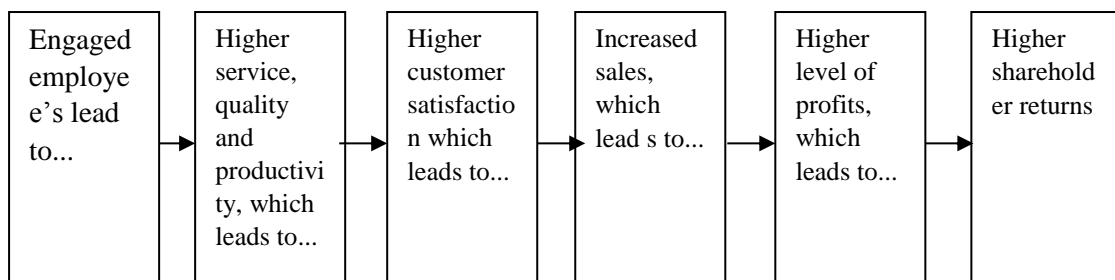 Engaged
employe
e’s lead
to...
Higher
service,
quality
and
productivi
ty, which
leads to...
Higher
customer
satisfactio
n which
leads to...
Increased
sales,
which
lead s to...
Higher
level of
profits,
which
leads to...
Higher
sharehold
er returns